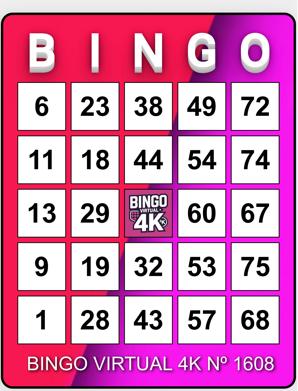 B I N G O
6 23 38 49 72
11 18 44 54 74
13 29 BINGO VIRTUAL 4K 60 67
9 19 32 53 75
1 28 43 57 68
BINGO VIRTUAL 4K Nº 1608